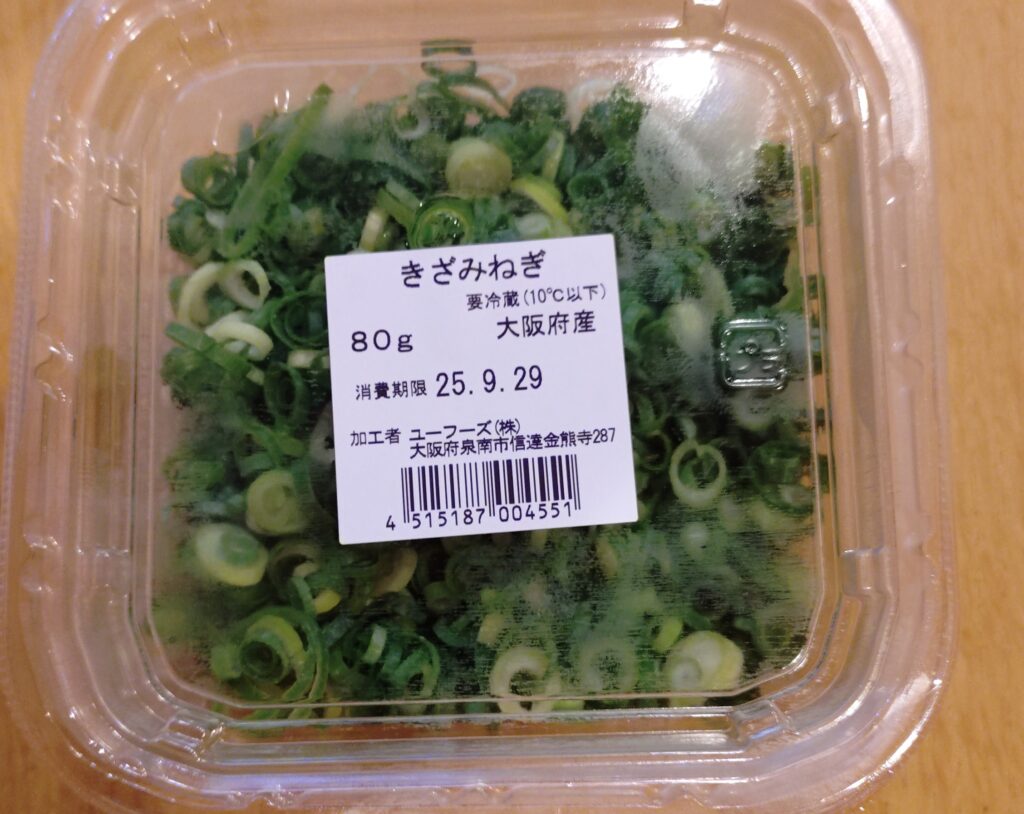 きざみねぎ
要冷蔵(10℃以下)
80g 大阪府産
消費期限 25.9.29
加工者 ユーフーズ(株)
大阪府泉南市信達金熊寺287
4 515187 004551